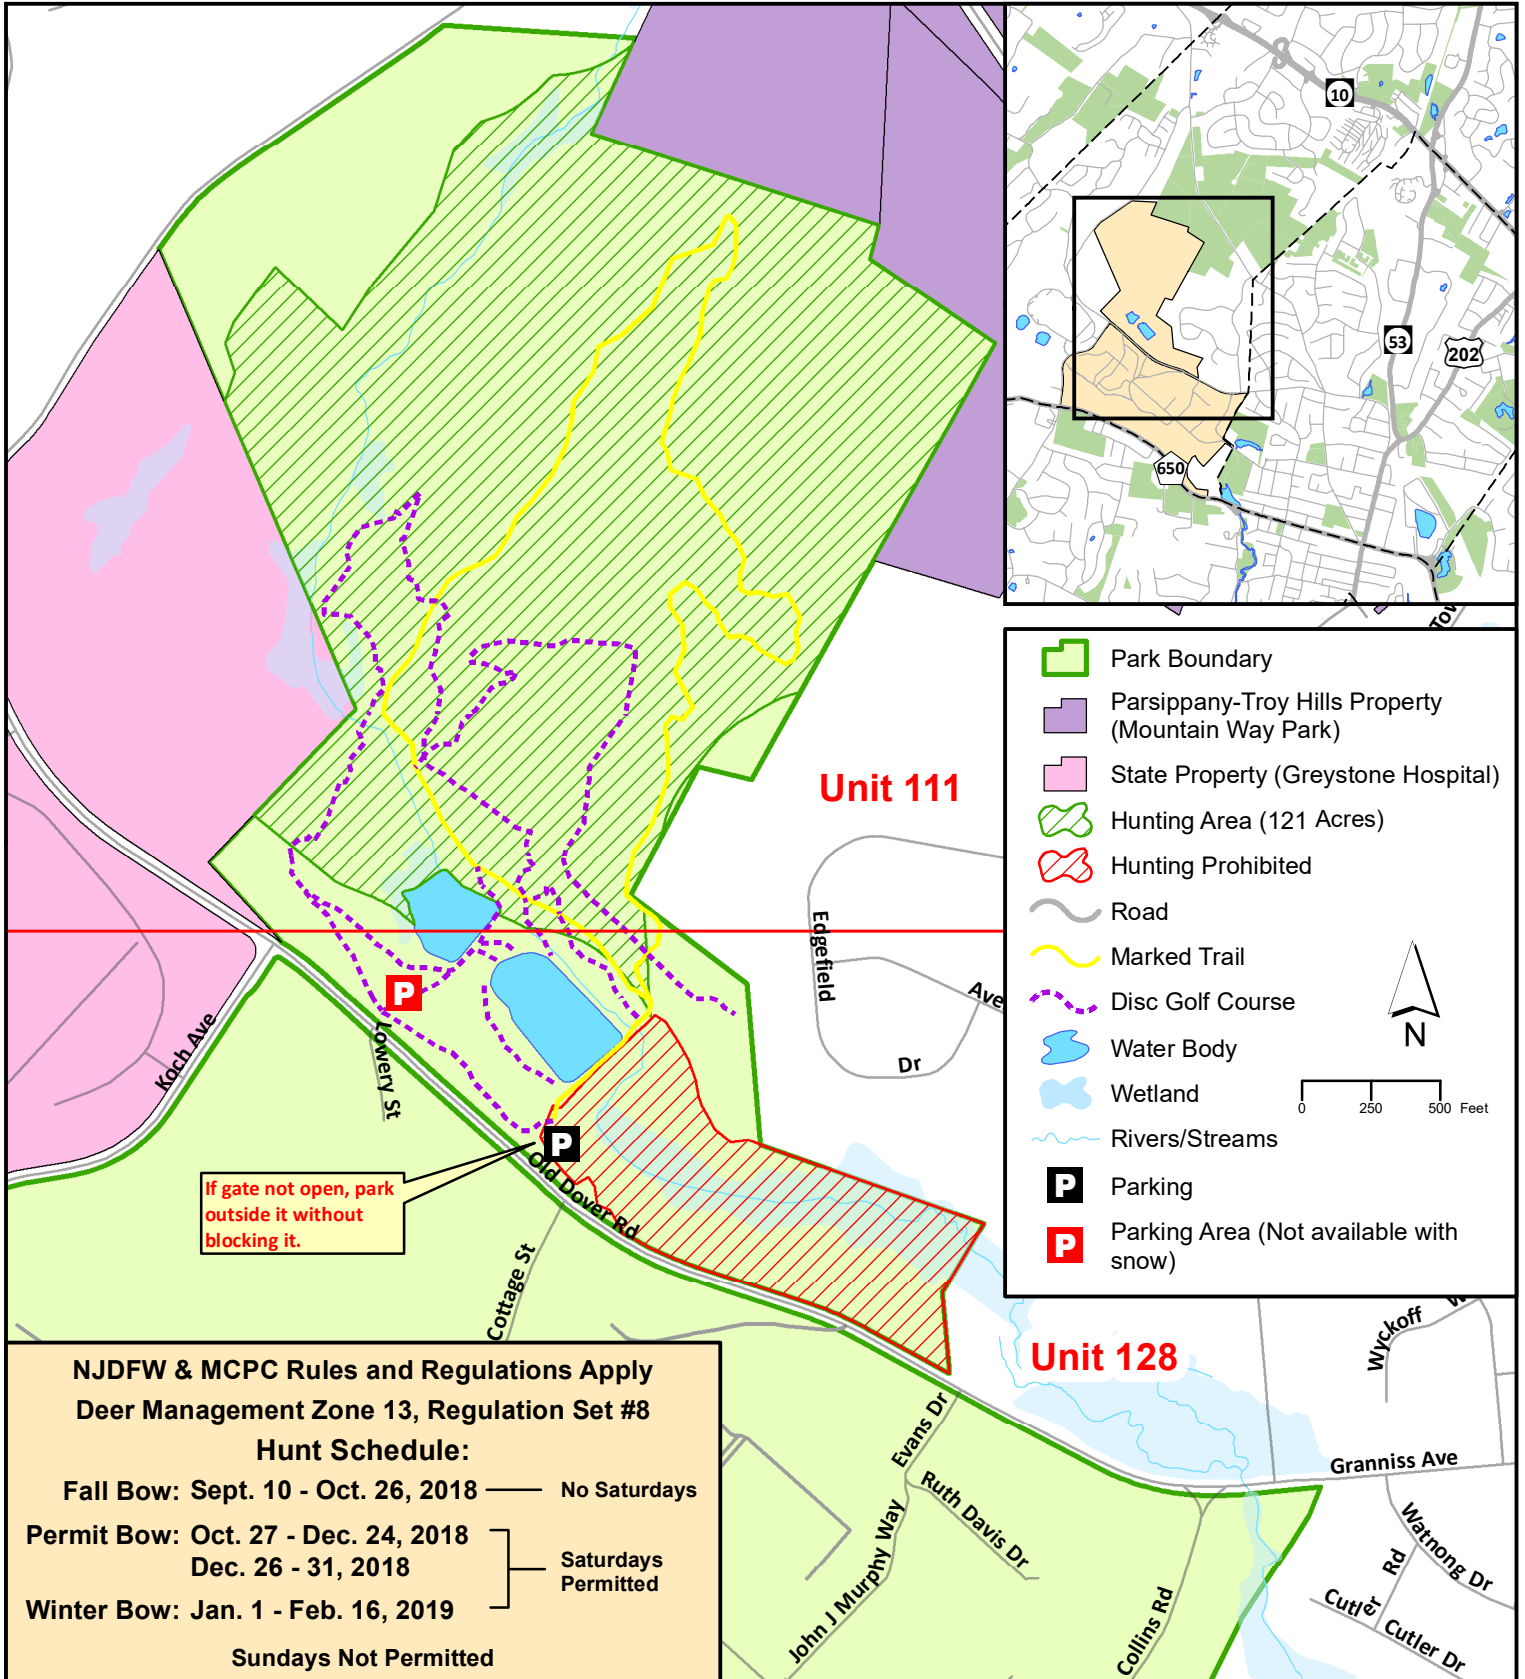 10
53
202
650
Tov
Park Boundary
Parsippany-Troy Hills Property
(Mountain Way Park)
State Property (Greystone Hospital)
Hunting Area (121 Acres)
Hunting Prohibited
Road
Marked Trail
Disc Golf Course
Water Body
Wetland
Rivers/Streams
P Parking
P Parking Area (Not available with
snow)
N
0 250 500 Feet
Unit 111
Edgefield
Ave
Dr
P
Koch Ave
Lowery St
P
Old Dover Rd
If gate not open, park
outside it without
blocking it.
Cottage St
Unit 128
Wyckoff
W
Evans Dr
Ruth Davis Dr
John J Murphy Way
Collins Rd
Granniss Ave
Watnong Dr
Cutler Rd
Cutler Dr
NJDFW & MCPC Rules and Regulations Apply
Deer Management Zone 13, Regulation Set #8
Hunt Schedule:
Fall Bow: Sept. 10 - Oct. 26, 2018 No Saturdays
Permit Bow: Oct. 27 - Dec. 24, 2018
Dec. 26 - 31, 2018
Saturdays
Permitted
Winter Bow: Jan. 1 - Feb. 16, 2019
Sundays Not Permitted